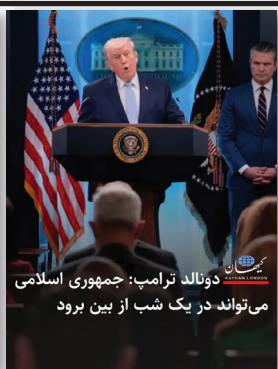 کیهان
KAYHAN LONDON
دونالد ترامپ: جمهوری اسلامی
می‌تواند در یک شب از بین برود